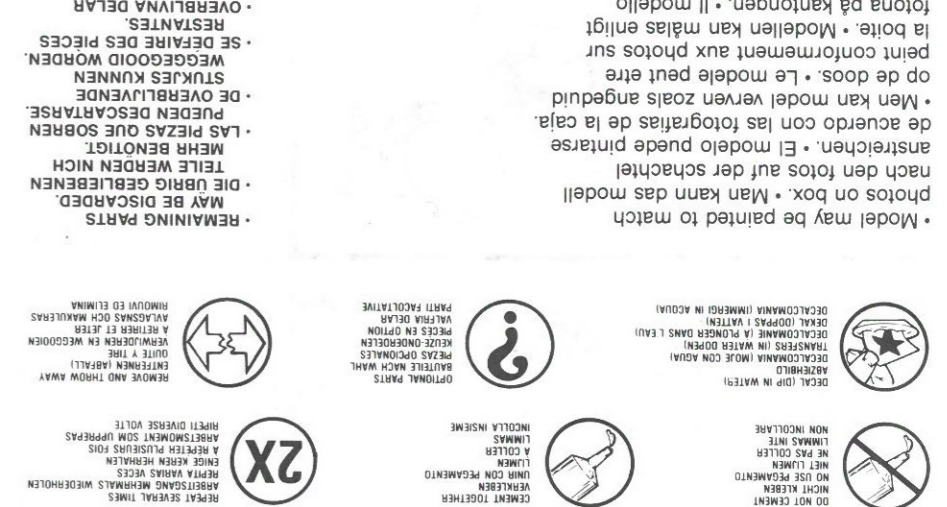 DO NOT CEMENT
NICHT KLEBEN
NO USE PEGAMENTO
NIET LIJMEN
NE PAS COLLER
LIMMAS INTE
NON INCOLLARE
CEMENT TOGETHER
VERKLEBEN
UNIR CON PEGAMENTO
LIJMEN
A COLLER
LIMMAS
INCOLLA INSIEME
2X
REPEAT SEVERAL TIMES
ARBEITSGANG MEHRMALS WIEDERHOLEN
REPITA VARIAS VECES
ENIGE KEREN HERHALEN
A REPETER PLUSIEURS FOIS
ARBETSMOMENT SOM UPPREPAS
RIPETI DIVERSE VOLTE
DECAL (DIP IN WATER)
ABZIEHBILD
DECALCOMANIA (MOJE CON AGUA)
TRANSFERS (IN WATER DOPEN)
DECALCOMANIE (A PLONGER DANS L EAU)
DEKAL (DOPPAS I VATTEN)
DECALCOMANIA (IMMERGI IN ACQUA)
OPTIONAL PARTS
BAUTEILE NACH WAHL
PIEZAS OPCIONALES
KEUZE-ONDERDELEN
PIECES EN OPTION
VALFRIA DELAR
PARTI FACOLTATIVE
REMOVE AND THROW AWAY
ENTFERNEN (ABFALL)
QUITE Y TIRE
VERWIJDEREN EN WEGGOOIEN
A RETIRER ET JETER
AVLAGSNAS OCH MAKULERAS
RIMOUVI ED ELIMINA
• Model may be painted to match
photos on box. • Man kann das modell
nach den fotos auf der schachtel
anstreichen. • El modelo puede pintarse
de acuerdo con las fotografias de la caja.
• Men kan model verven zoals angeduid
op de doos. • Le modele peut etre
peint conformement aux photos sur
la boite. • Modellen kan målas enligt
fotona på kantongen. • Il modello
• REMAINING PARTS
MAY BE DISCARDED.
• DIE ÜBRIG GEBLIEBENEN
TEILE WERDEN NICH
MEHR BENÖTIGT.
• LAS PIEZAS QUE SOBREN
PUEDEN DESCARTARSE.
• DE OVERBLIJVENDE
STUKJES KUNNEN
WEGGEGOOID WORDEN.
• SE DÉFAIRE DES PIÈCES
RESTANTES.
• OVERBLIVNA DELAR